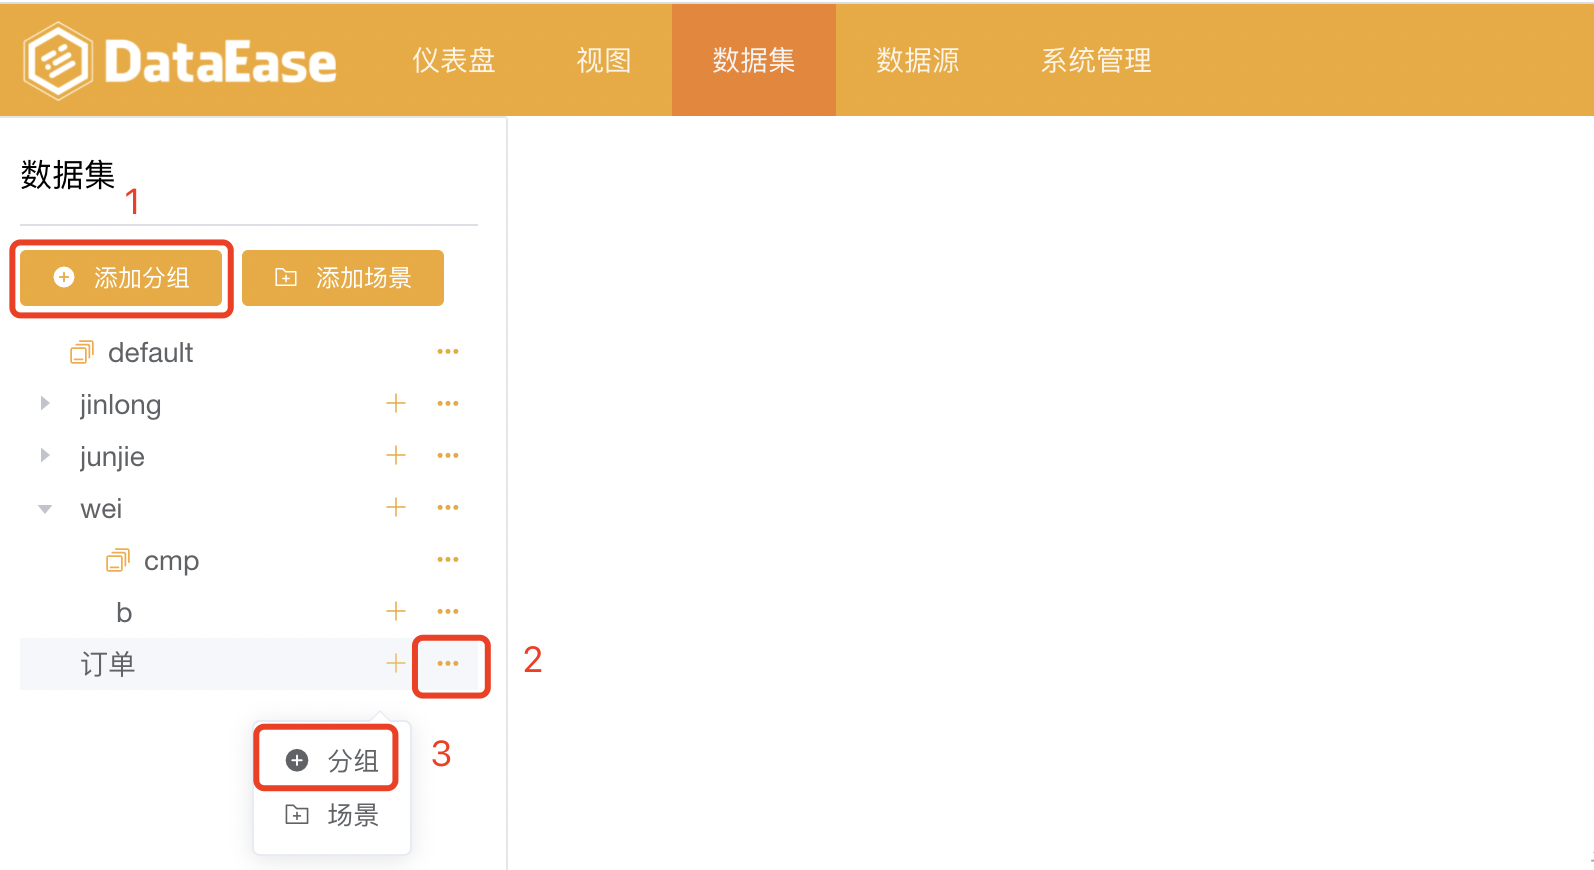 DataEase 仪表盘 视图 数据集 数据源 系统管理
数据集
1
添加分组 添加场景
default
jinlong
junjie
wei
cmp
b
订单
2
分组
3
场景